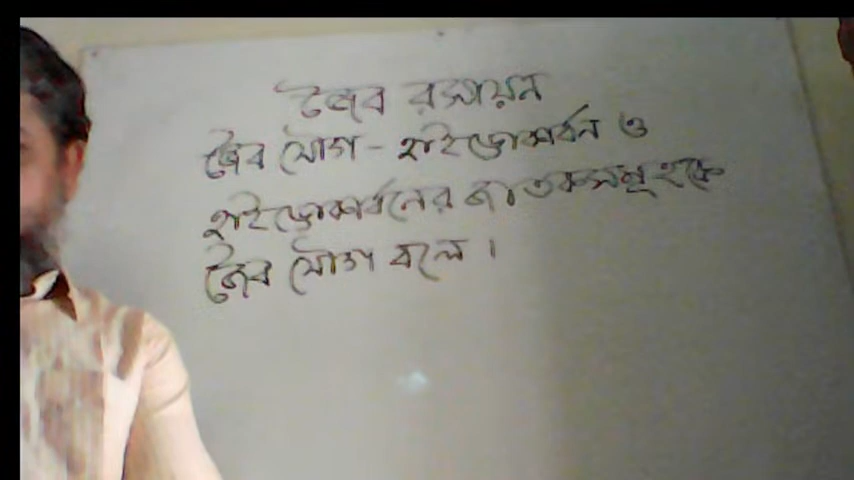 জৈব রসায়ন
জৈব যৌগ - হাইড্রোকার্বন ও
হাইড্রোকার্বনের জাতকসমূহকে
জৈব যৌগ বলে।